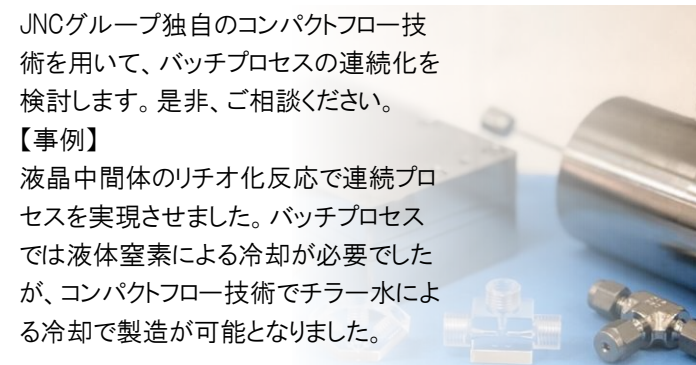 JNCグループ独自のコンパクトフロー技
術を用いて、バッチプロセスの連続化を
検討します。是非、ご相談ください。
【事例】
液晶中間体のリチオ化反応で連続プロ
セスを実現させました。バッチプロセス
では液体窒素による冷却が必要でした
が、コンパクトフロー技術でチラー水によ
る冷却で製造が可能となりました。